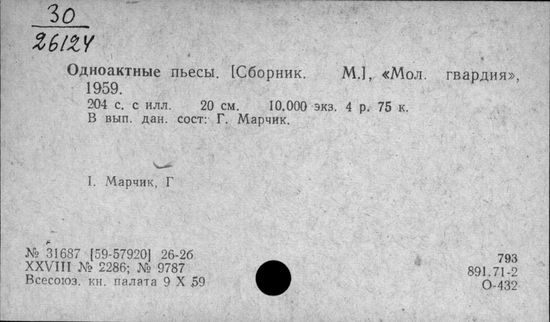 30
26124
Одноактные пьесы. [Сборник. М.], «Мол. гвардия»,
1959.
204 с. с илл. 20 см. 10.000 экз. 4 р. 75 к.
В вып. дан. сост: Г. Марчик.
I. Марчик, Г
№ 31687 [59-57920] 26-2б
XXVIII № 2286; № 9787
Всесоюз. кн. палата 9 X 59
793
891.71-2
О-432